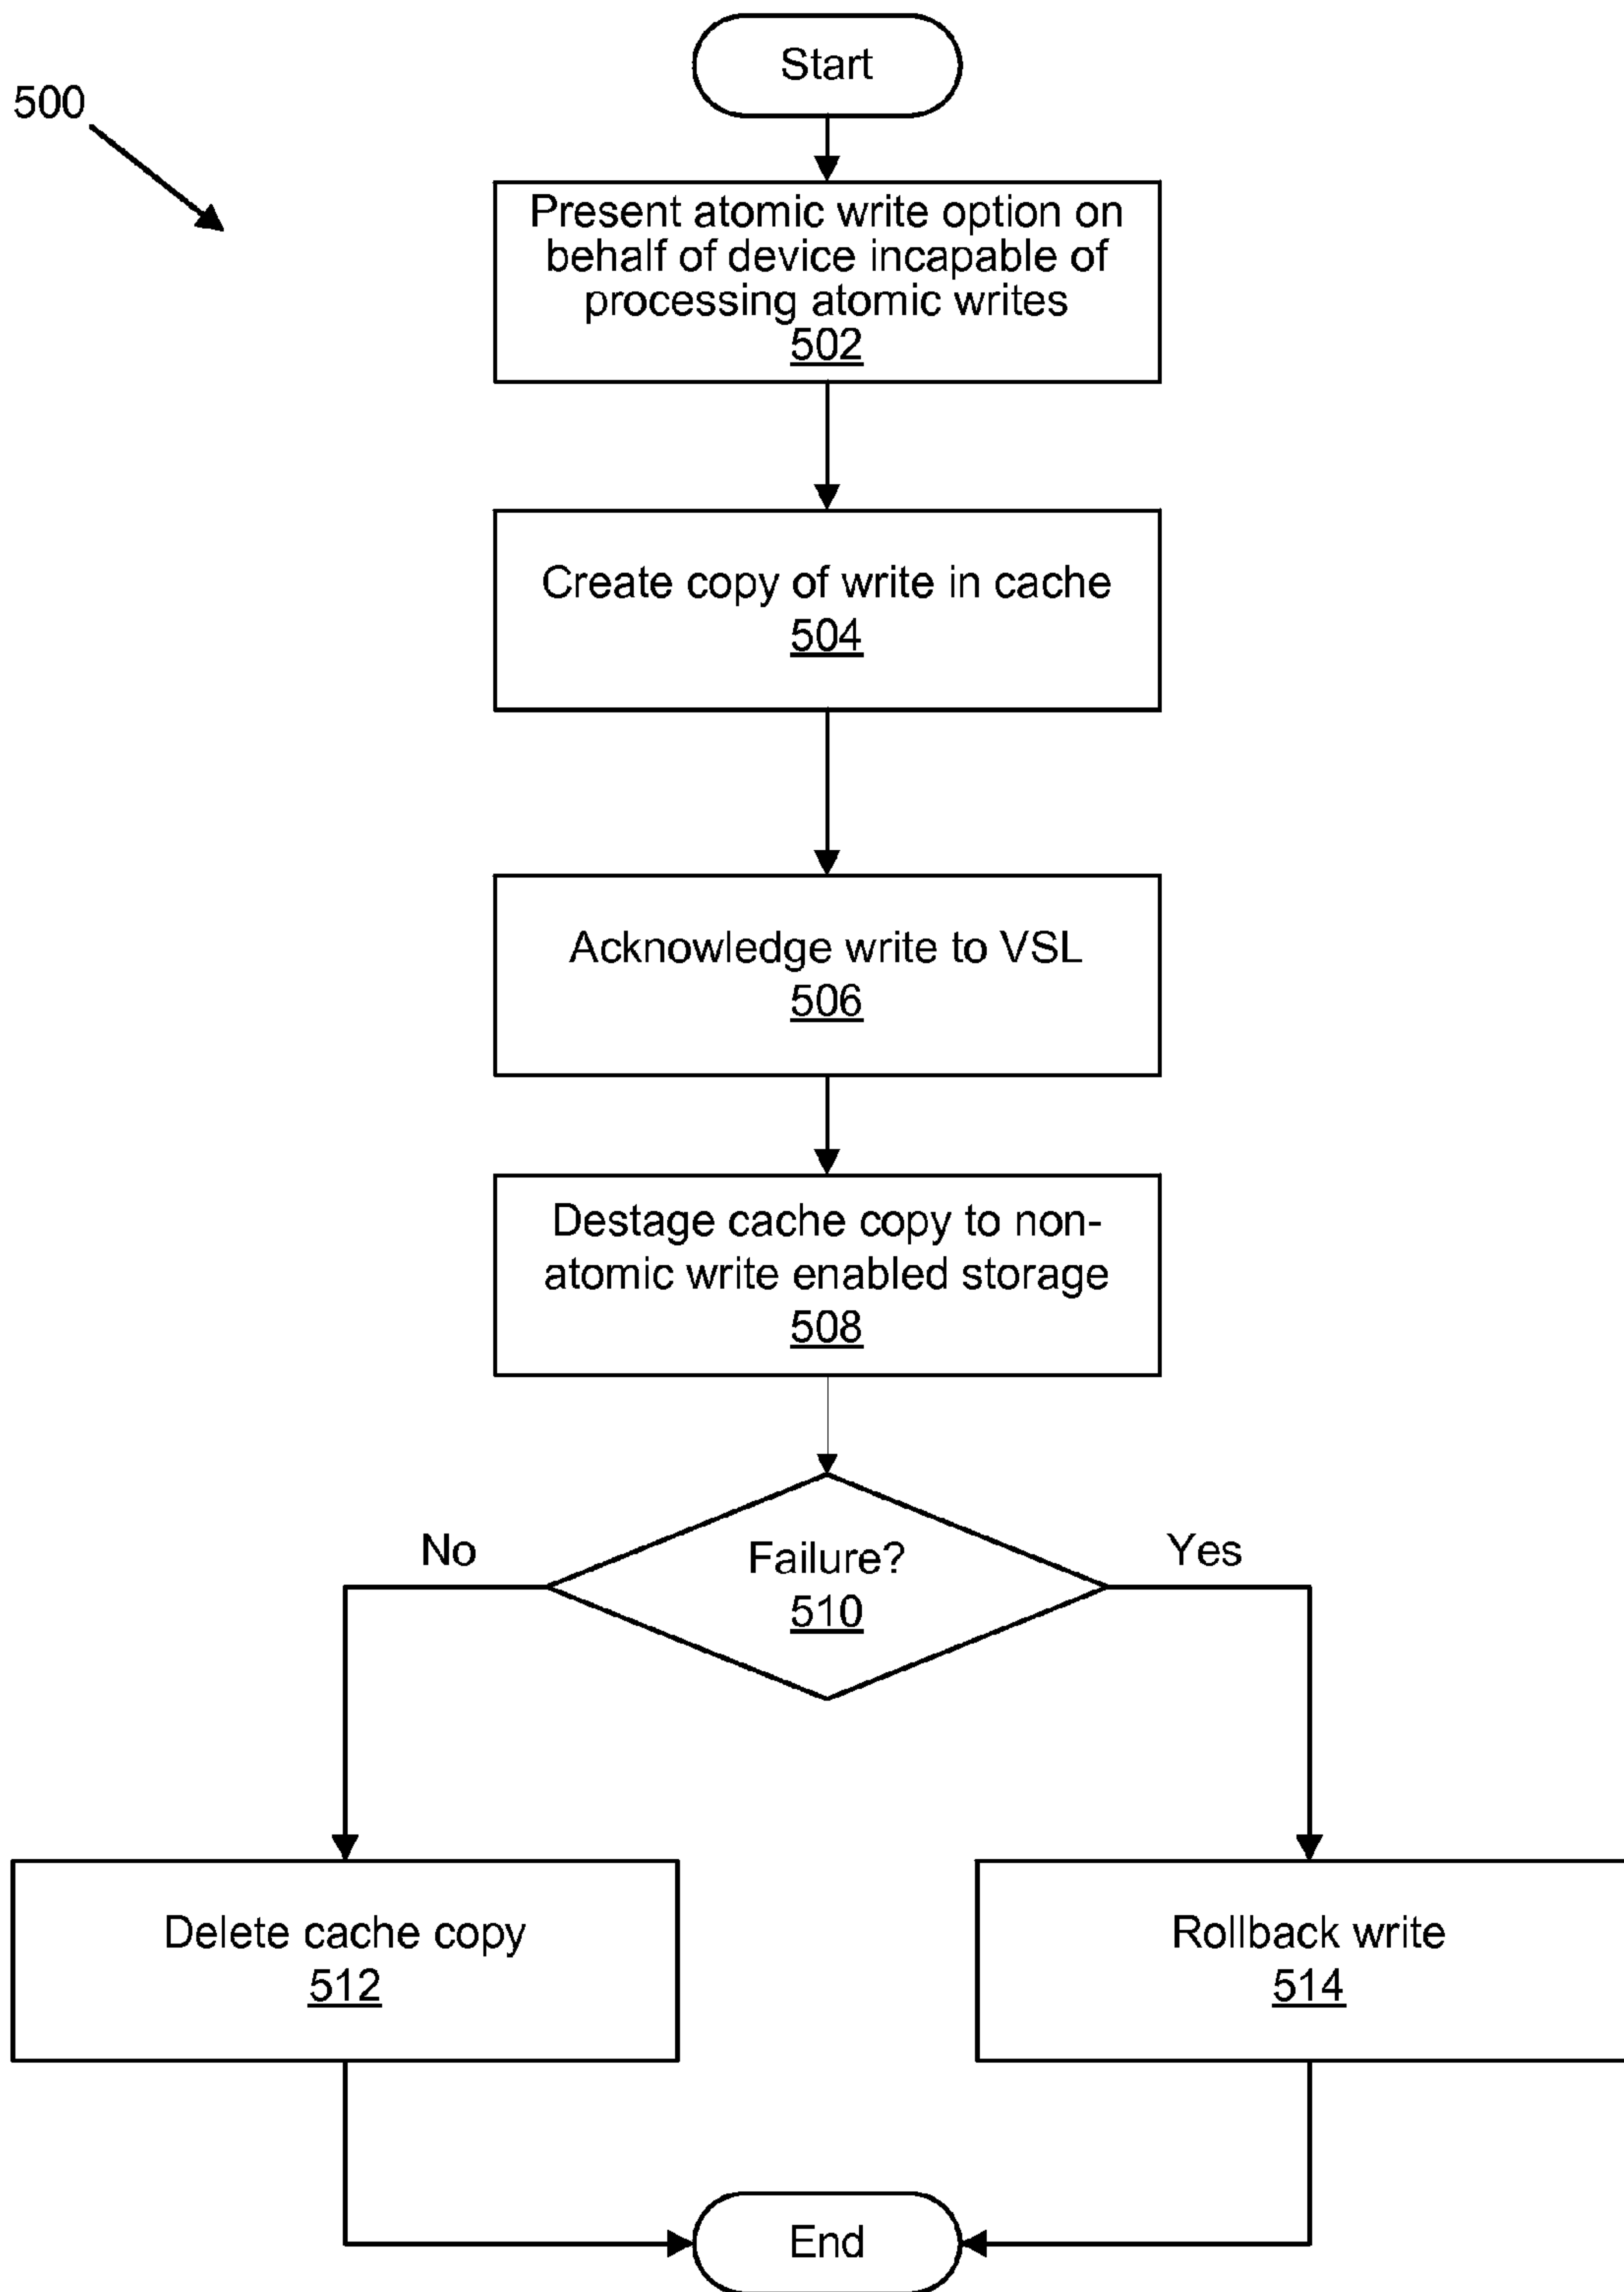 Start
500
Present atomic write option on
behalf of device incapable of
processing atomic writes
502
Create copy of write in cache
504
Acknowledge write to VSL
506
Destage cache copy to non-
atomic write enabled storage
508
No
Failure?
Yes
510
Delete cache copy
512
Rollback write
514
End